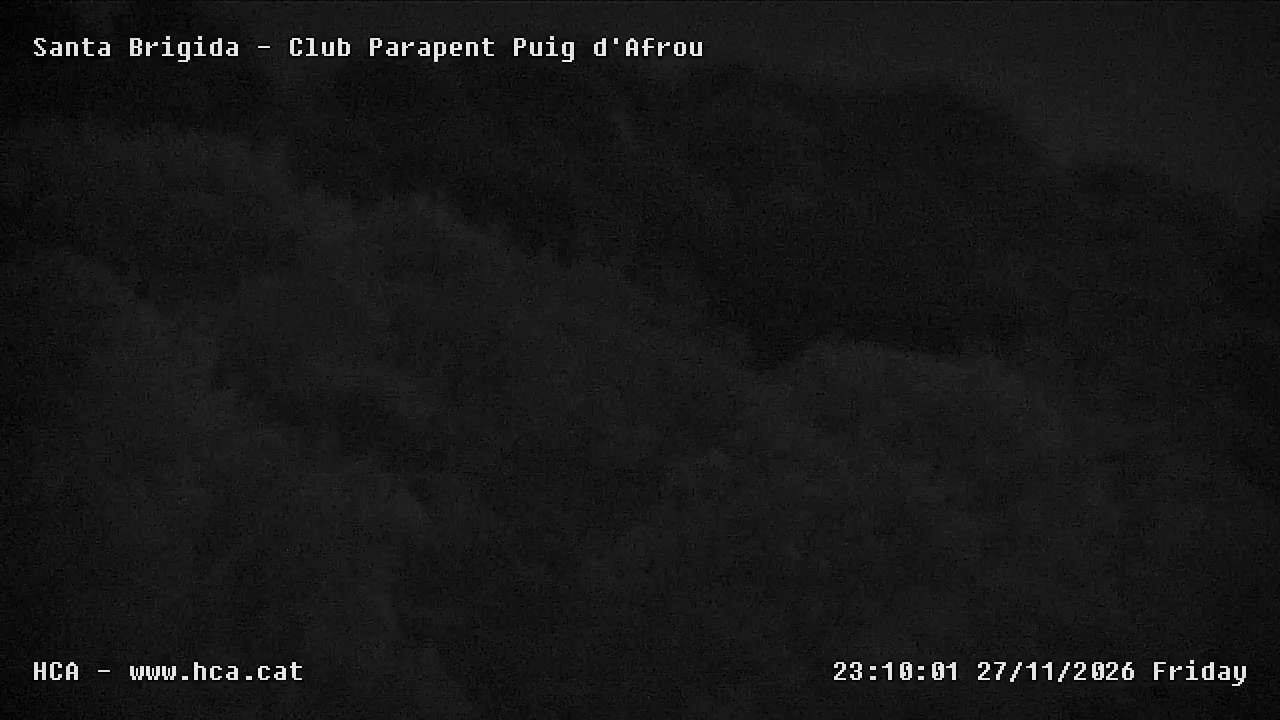 Santa Brigida - Club Parapent Puig d'Afrou
HCA - www.hca.cat
23:10:01 27/11/2026 Friday